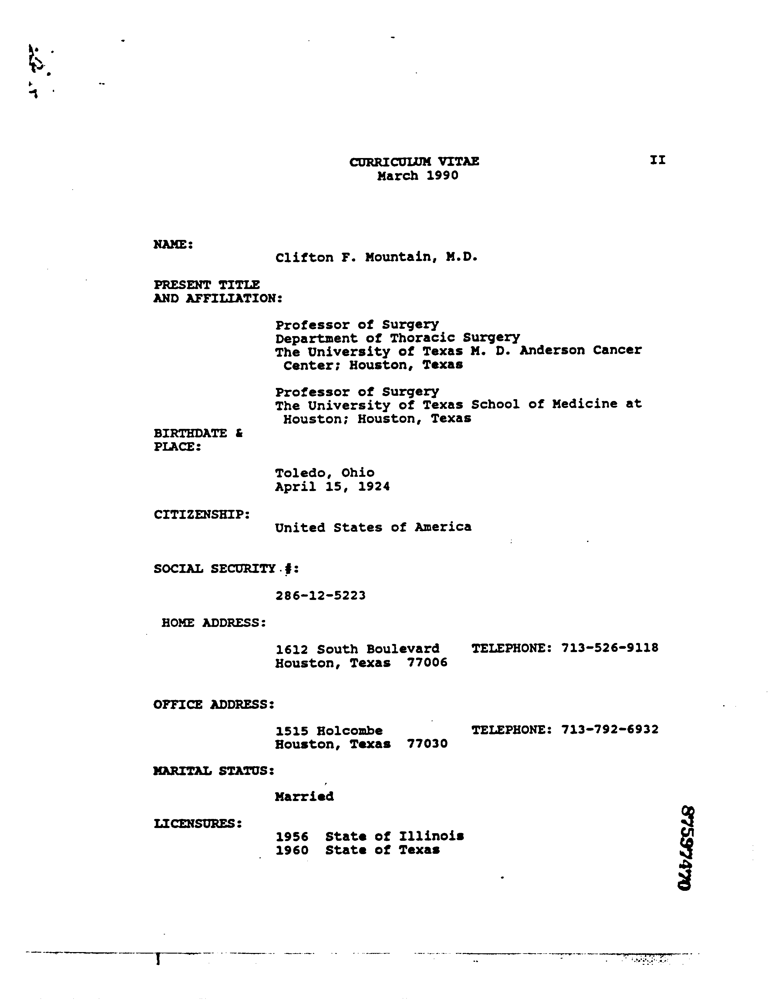 CURRICULUM VITAE II
March 1990
NAME:
Clifton F. Mountain, M.D.
PRESENT TITLE
AND AFFILIATION:
Professor of Surgery
Department of Thoracic Surgery
The University of Texas M. D. Anderson Cancer
Center; Houston, Texas
Professor of Surgery
The University of Texas School of Medicine at
Houston; Houston, Texas
BIRTHDATE &
PLACE:
Toledo, Ohio
April 15, 1924
CITIZENSHIP:
United States of America
SOCIAL SECURITY #:
286-12-5223
HOME ADDRESS:
1612 South Boulevard TELEPHONE: 713-526-9118
Houston, Texas 77006
OFFICE ADDRESS:
1515 Holcombe TELEPHONE: 713-792-6932
Houston, Texas 77030
MARITAL STATUS:
Married
LICENSURES:
1956 State of Illinois
1960 State of Texas
87597470